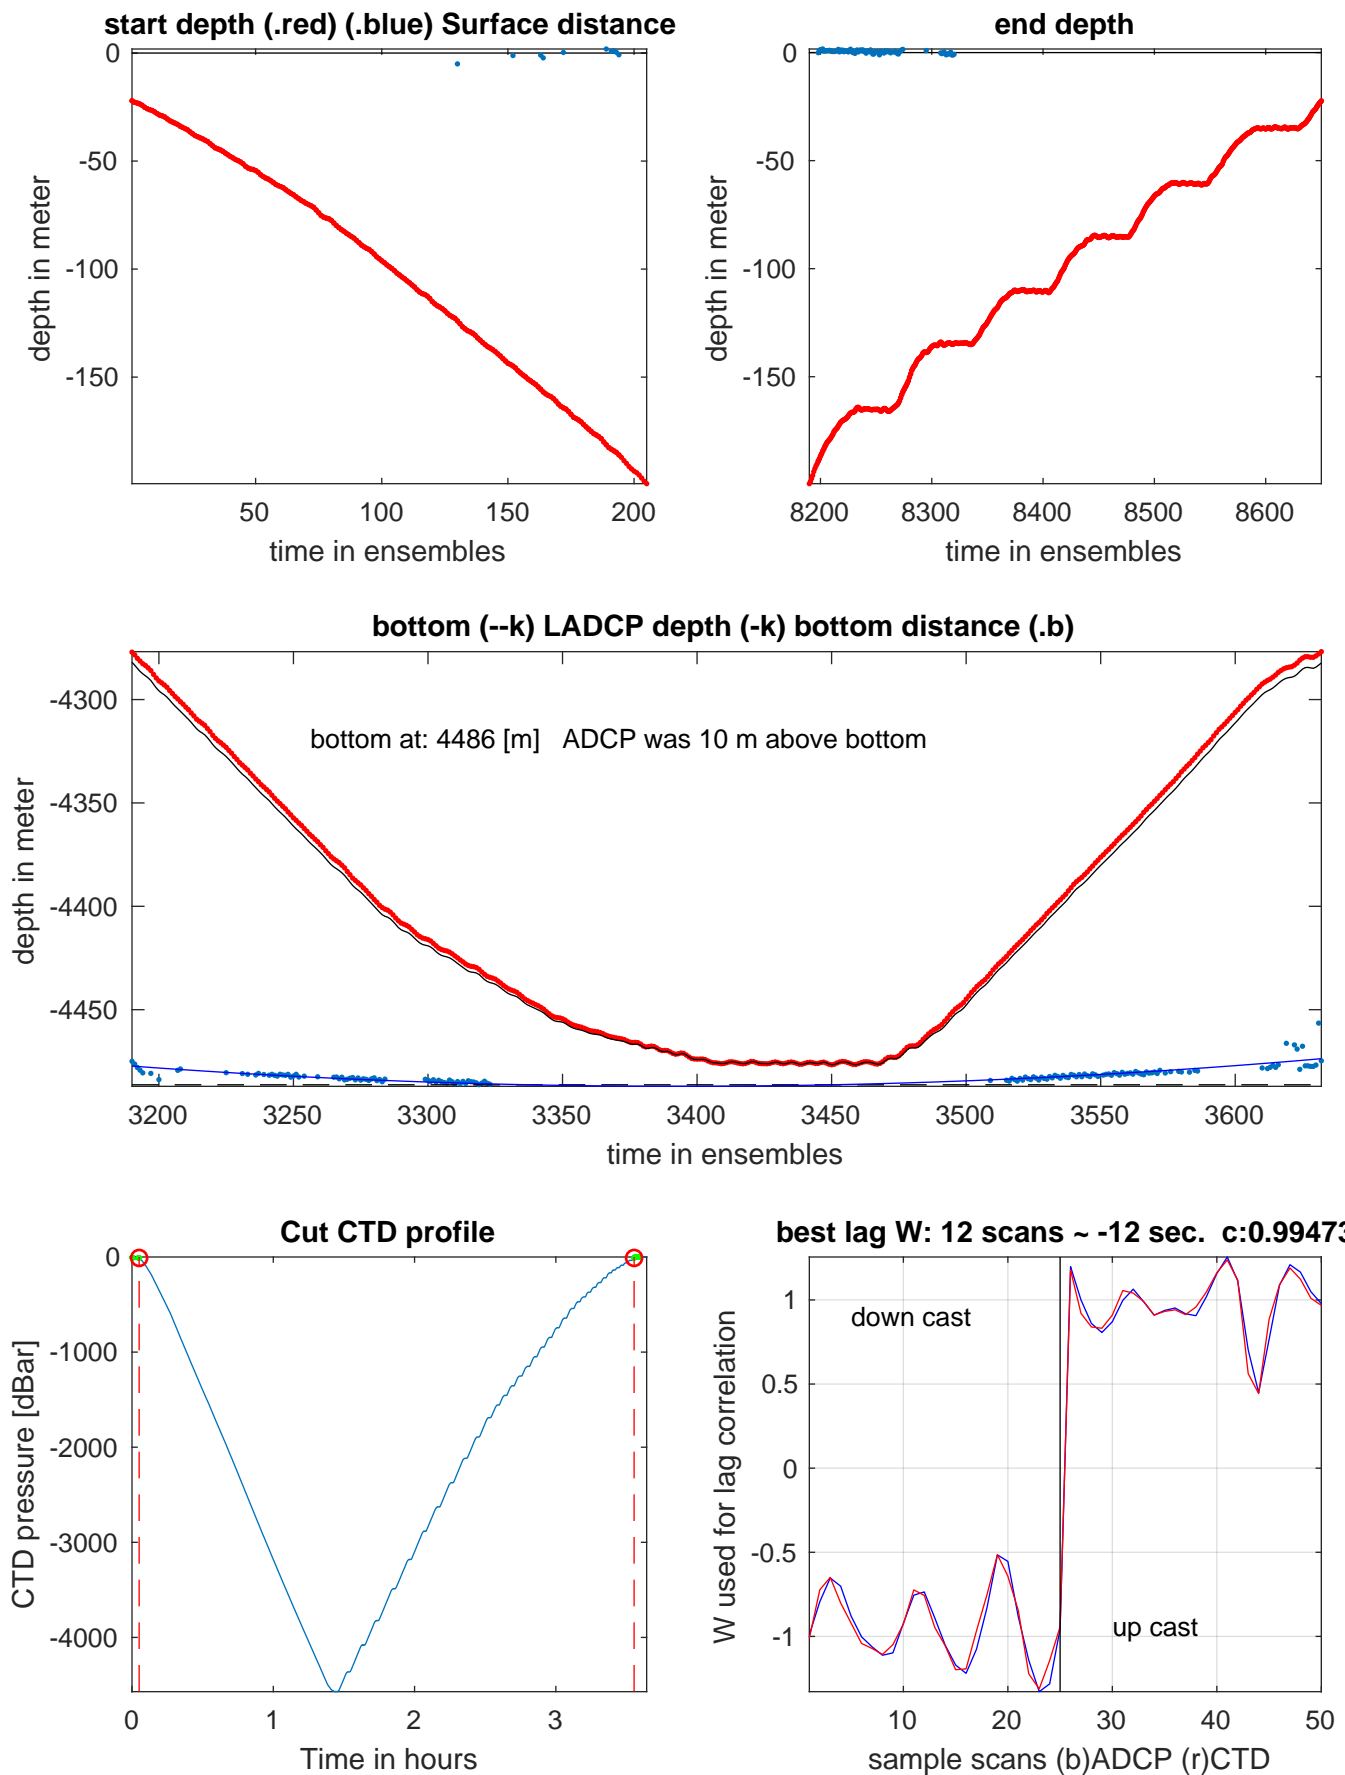 start depth (.red) (.blue) Surface distance
end depth
0
-50
-100
-150
depth in meter
50 100 150 200
time in ensembles
0
-50
-100
-150
depth in meter
8200 8300 8400 8500 8600
time in ensembles
bottom (--k) LADCP depth (-k) bottom distance (.b)
bottom at: 4486 [m] ADCP was 10 m above bottom
-4300
-4350
-4400
-4450
depth in meter
3200 3250 3300 3350 3400 3450 3500 3550 3600
time in ensembles
Cut CTD profile
0
-1000
-2000
-3000
-4000
CTD pressure [dBar]
0 1 2 3
Time in hours
best lag W: 12 scans ~ -12 sec. c:0.99473
down cast
up cast
1
0.5
0
-0.5
-1
W used for lag correlation
10 20 30 40 50
sample scans (b)ADCP (r)CTD